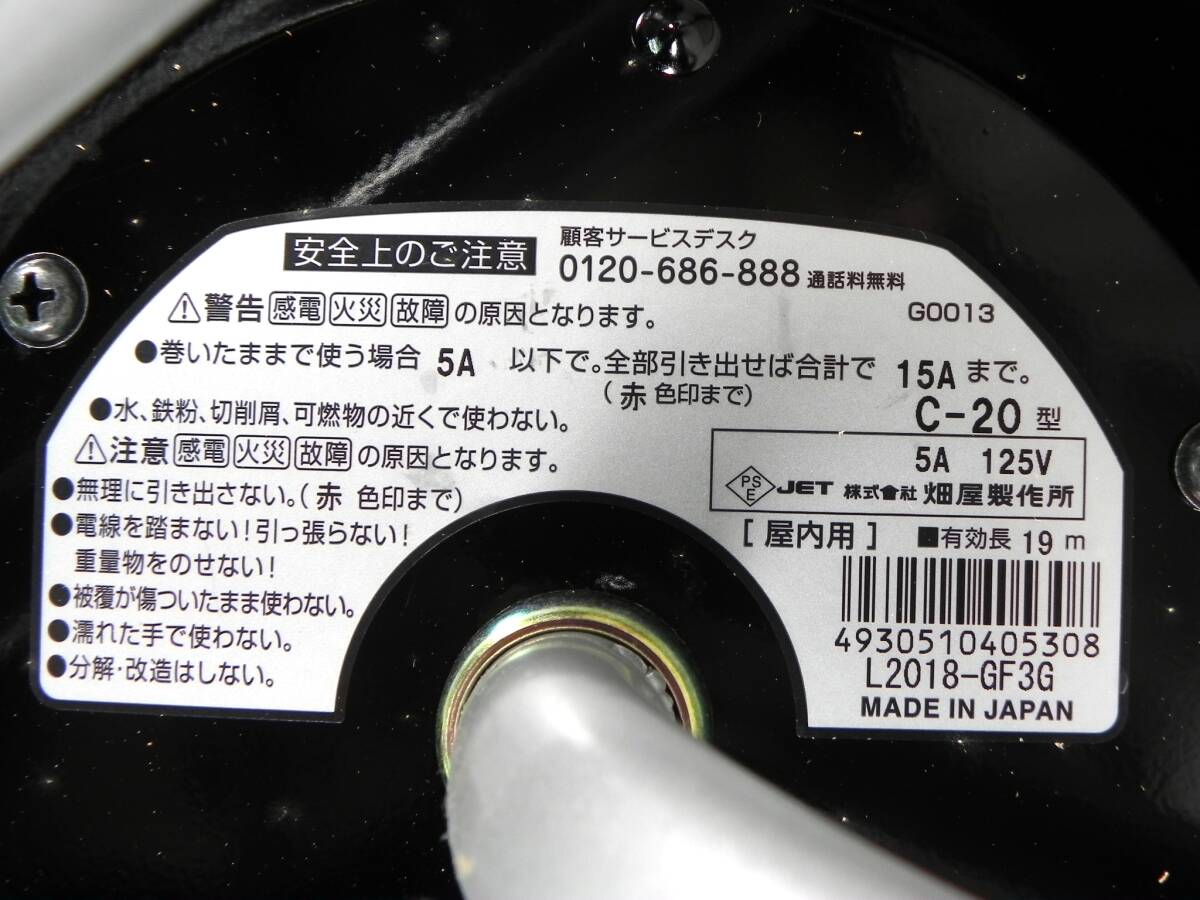 安全上のご注意
顧客サービスデスク
0120-686-888 通話料無料
G0013
⚠警告 感電 火災 故障 の原因となります。
●巻いたままで使う場合 5A 以下で。全部引き出せば合計で 15A まで。
(赤 色印まで)
●水、鉄粉、切削屑、可燃物の近くで使わない。
C-20 型
⚠注意 感電 火災 故障 の原因となります。
5A 125V
●無理に引き出さない。(赤 色印まで)
PS E JET 株式会社 畑屋製作所
●電線を踏まない!引っ張らない!
重量物をのせない!
[ 屋内用 ] ■有効長 19 m
●被覆が傷ついたまま使わない。
●濡れた手で使わない。
●分解・改造はしない。
4930510405308
L2018-GF3G
MADE IN JAPAN